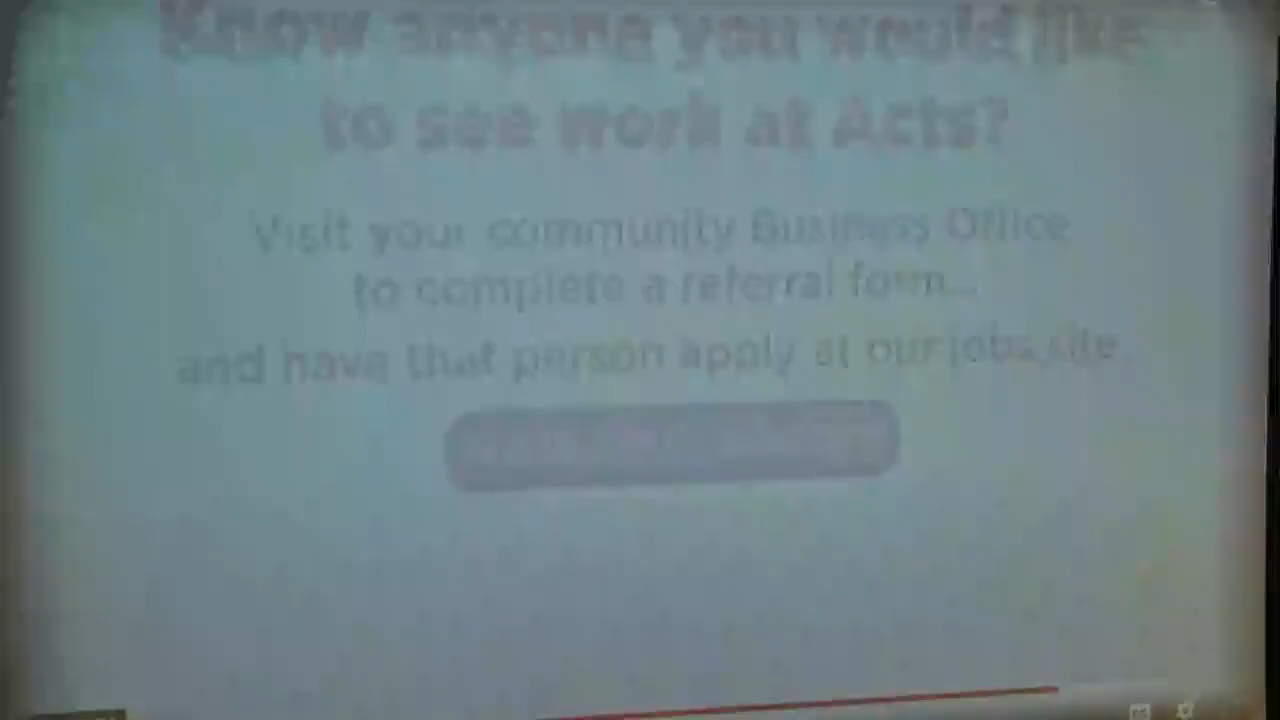 Know anyone you would like
to see work at Acts?
Visit your community Business Office
to complete a referral form...
and have that person apply at our jobs site